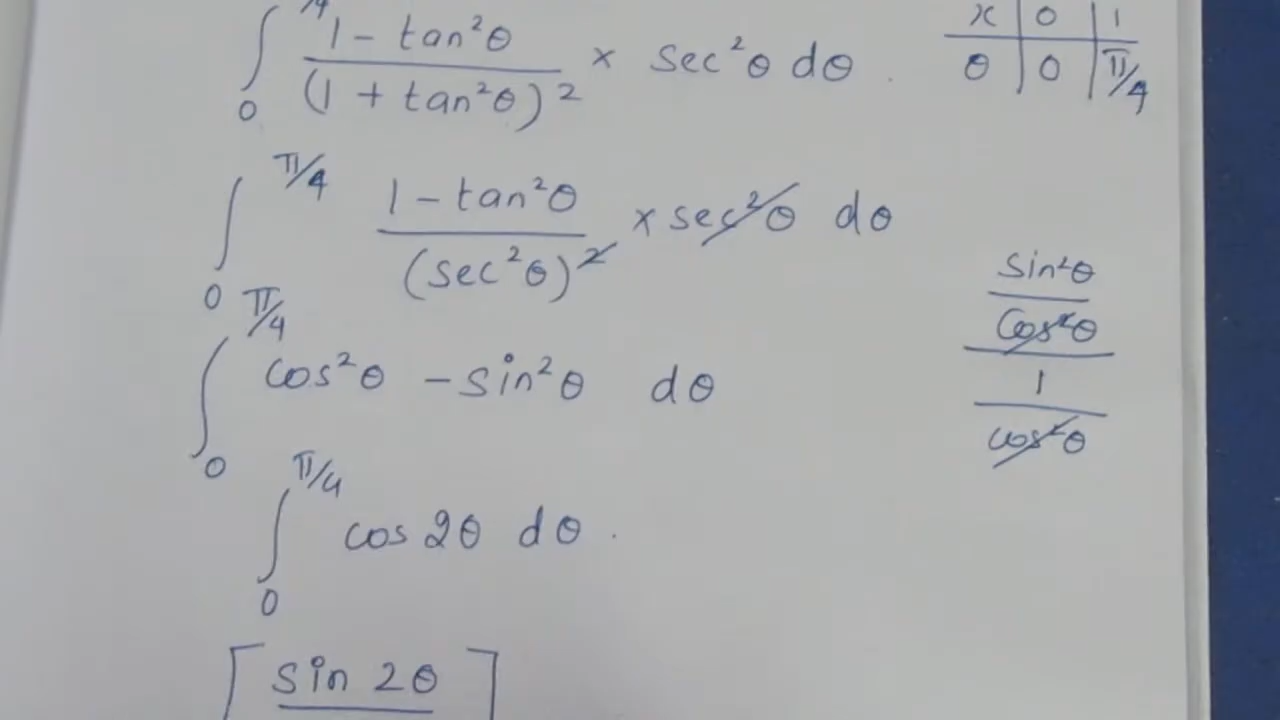 ∫₀^π/4 (1 - tan²θ)/(1 + tan²θ)² × sec²θ dθ .
x | 0 | 1
θ | 0 | π/4
∫₀^π/4 (1 - tan²θ)/(sec²θ)² × sec²θ dθ
∫₀^π/4 cos²θ - sin²θ dθ
sin²θ
cos²θ
1
cos²θ
∫₀^π/4 cos 2θ dθ .
[ sin 2θ ]